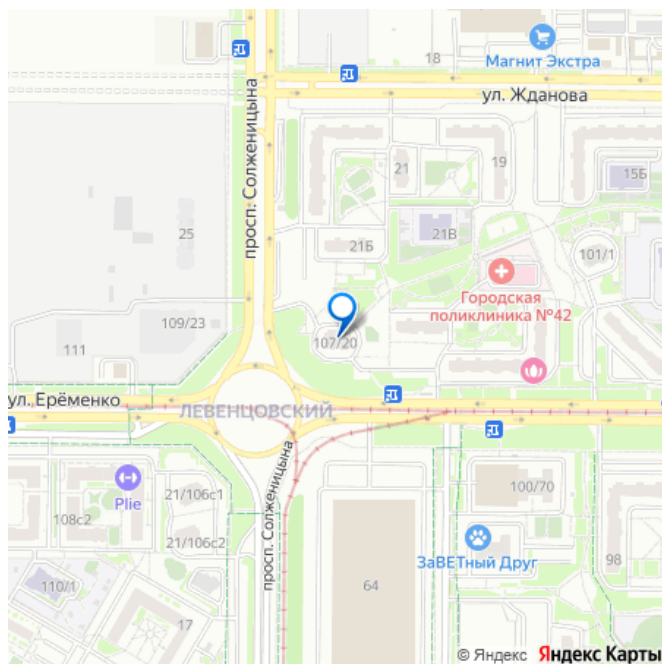 18
Магнит Экстра
ул. Жданова
просп. Солженицына
19
21
15Б
25
21Б
21В
101/1
Городская
поликлиника №42
109/23
107/20
111
ул. Ерёменко
ЛЕВЕНЦОВСКИЙ
Plie
21/106с1
100/70
108с2
просп. Солженицына
21/106с2
ЗаВЕТный Друг
98
110/1
64
17
© Яндекс Яндекс Карты